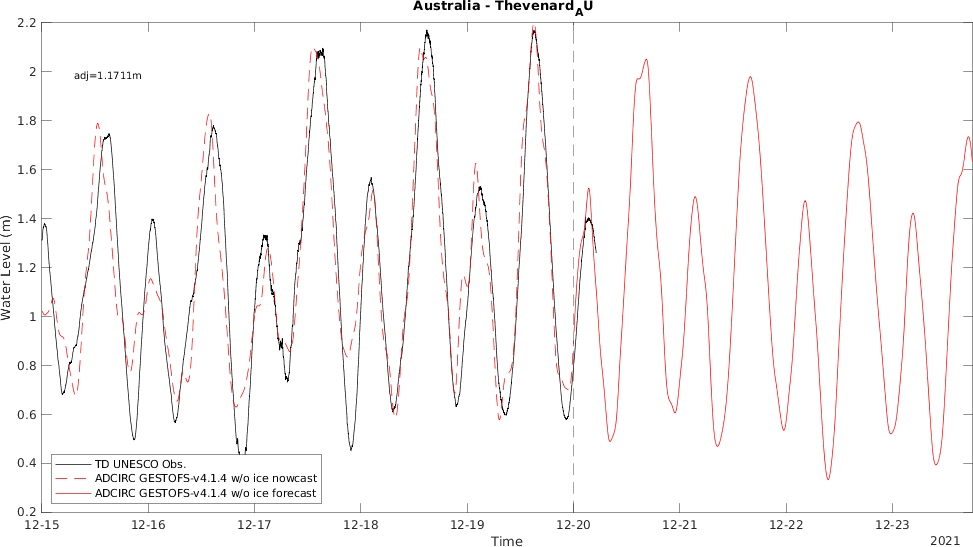 Australia - Thevenard_AU
2.2
2
1.8
1.6
1.4
1.2
1
0.8
0.6
0.4
0.2
Water Level (m)
adj=1.1711m
TD UNESCO Obs.
ADCIRC GESTOFS-v4.1.4 w/o ice nowcast
ADCIRC GESTOFS-v4.1.4 w/o ice forecast
12-15 12-16 12-17 12-18 12-19 12-20 12-21 12-22 12-23
Time
2021